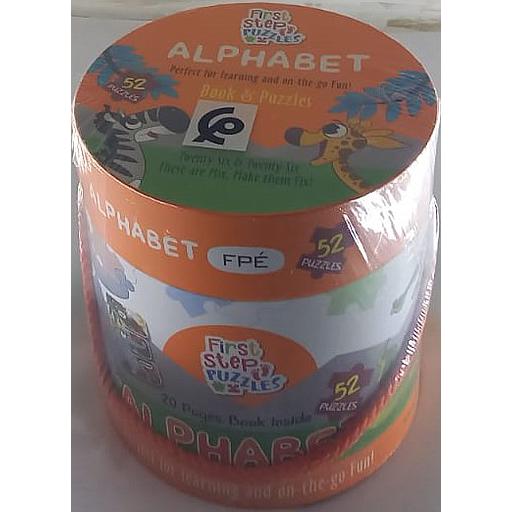 First
Step
PUZZLES
ALPHABET
Perfect for learning and on-the-go Fun!
Book & Puzzles
52
PUZZLES
Twenty Six & Twenty Six
These are Mix, Make them Fix!
ALPHABET
FPÉ
52
PUZZLES
First
Step
PUZZLES
52
PUZZLES
20 Pages Book Inside
ALPHABE
for learning and on-the-go Fun!